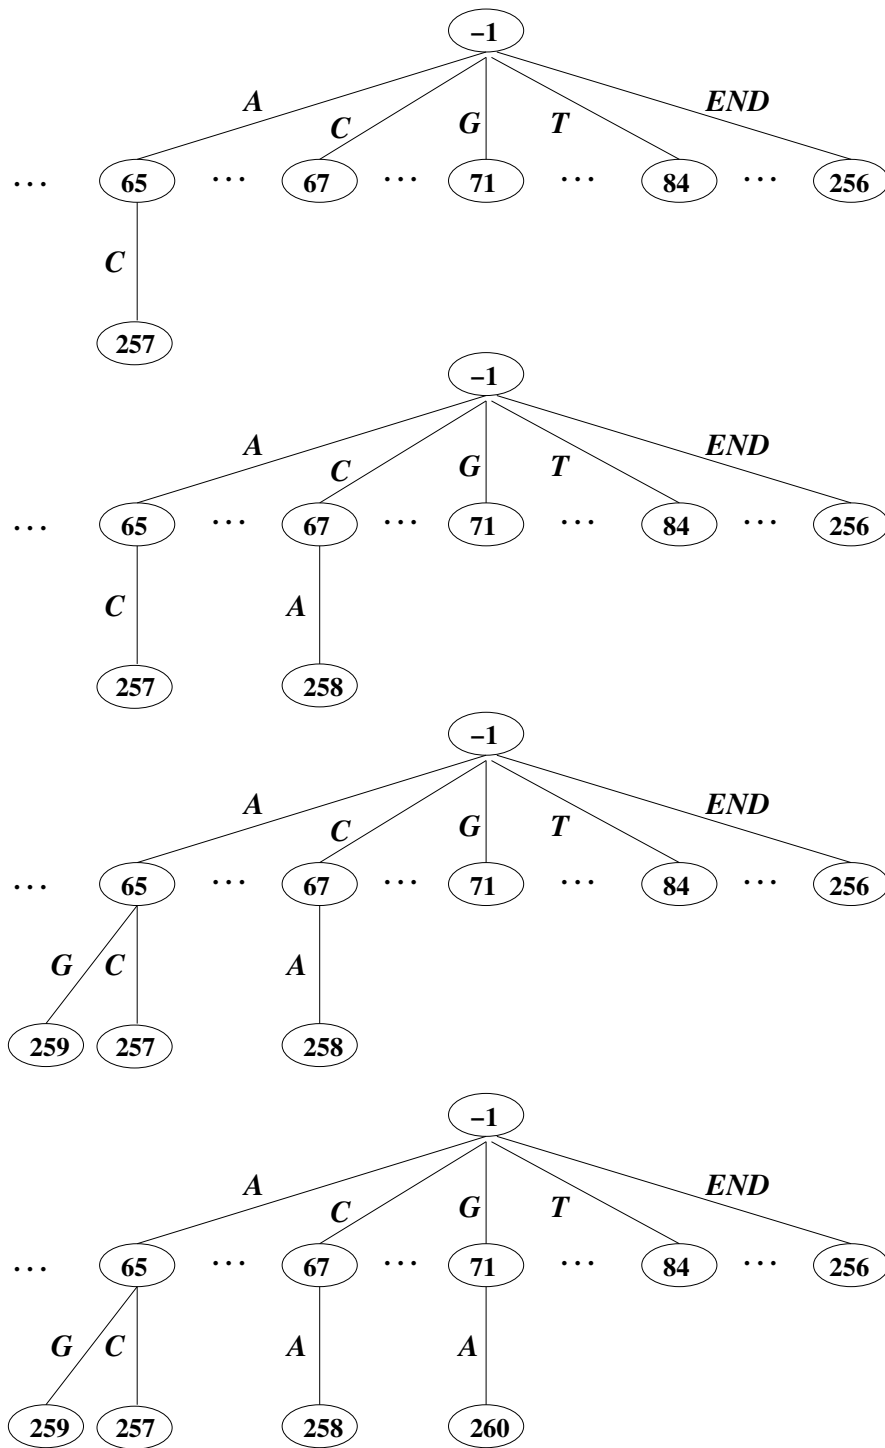 –1
A C G T END
... 65 ... 67 ... 71 ... 84 ... 256
C
257
–1
A C G T END
... 65 ... 67 ... 71 ... 84 ... 256
C A
257 258
–1
A C G T END
... 65 ... 67 ... 71 ... 84 ... 256
G C A
259 257 258
–1
A C G T END
... 65 ... 67 ... 71 ... 84 ... 256
G C A A
259 257 258 260